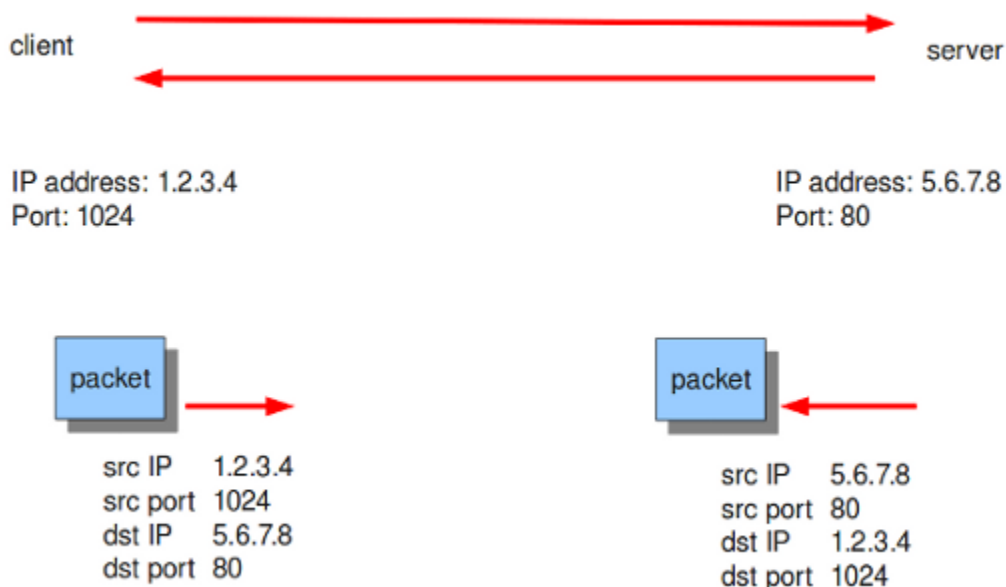 client
server
IP address: 1.2.3.4
Port: 1024
IP address: 5.6.7.8
Port: 80
packet
src IP 1.2.3.4
src port 1024
dst IP 5.6.7.8
dst port 80
packet
src IP 5.6.7.8
src port 80
dst IP 1.2.3.4
dst port 1024